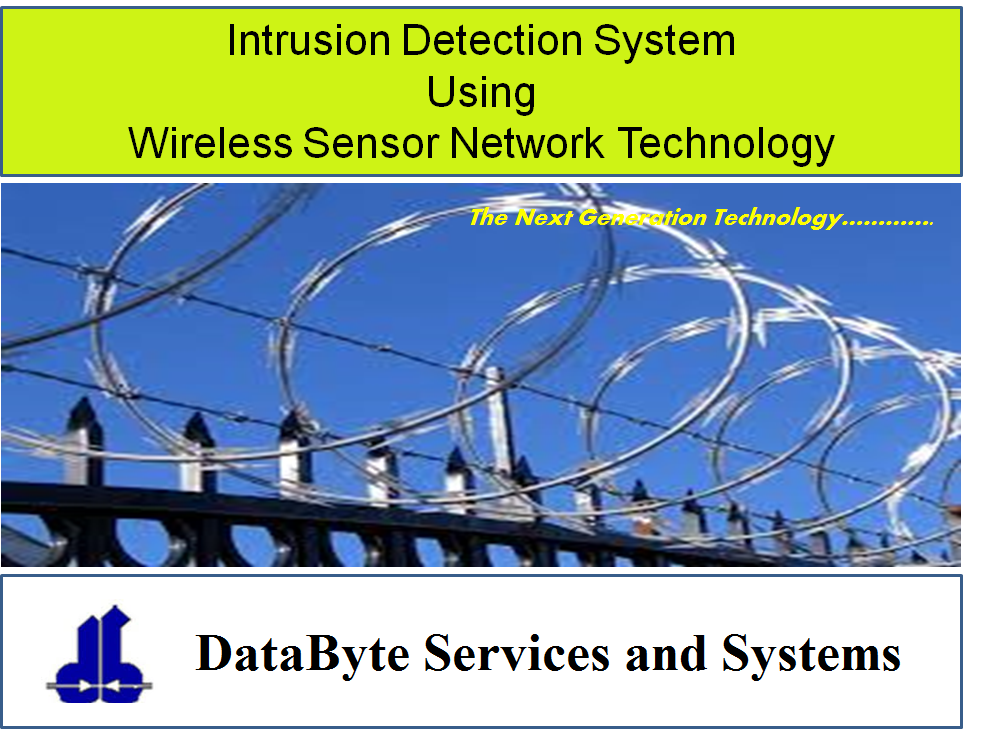 Intrusion Detection System
Using
Wireless Sensor Network Technology
The Next Generation Technology.............
DataByte Services and Systems